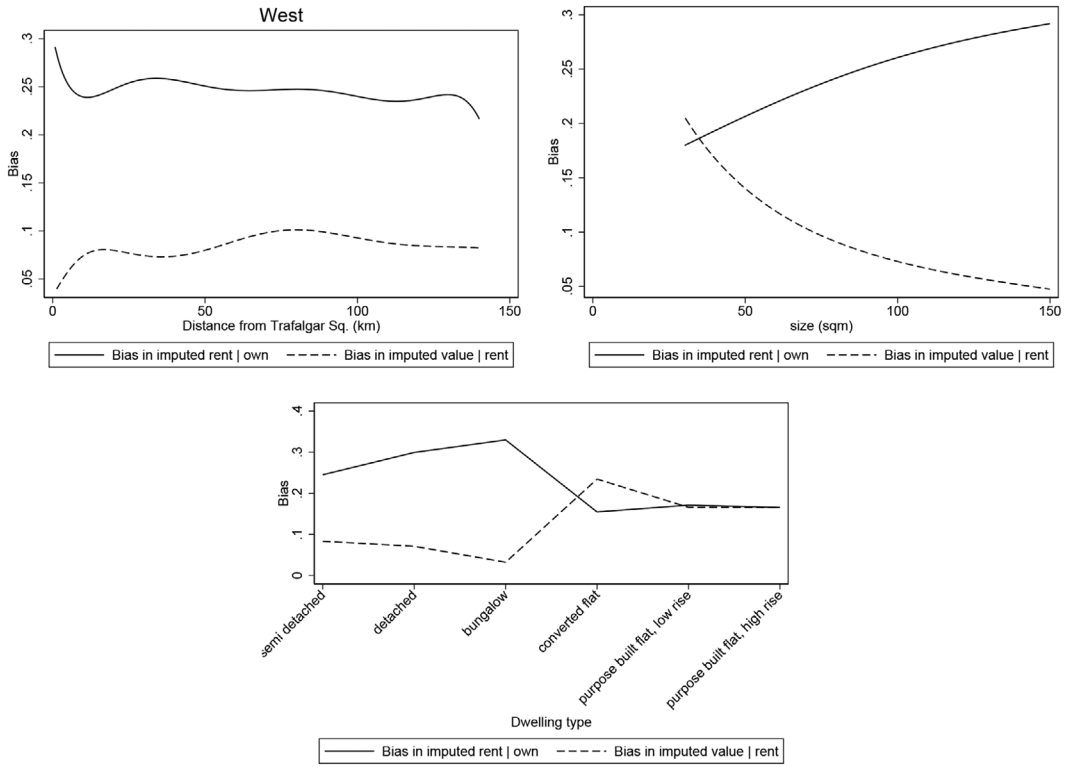 West
.3
.25
.2
.15
.1
.05
Bias
0
50
100
150
Distance from Trafalgar Sq. (km)
Bias in imputed rent | own
Bias in imputed value | rent
.3
.25
.2
.15
.1
.05
Bias
0
50
100
150
size (sqm)
Bias in imputed rent | own
Bias in imputed value | rent
.4
.3
.2
.1
0
Bias
semi detached
detached
bungalow
converted flat
purpose built flat, low rise
purpose built flat, high rise
Dwelling type
Bias in imputed rent | own
Bias in imputed value | rent